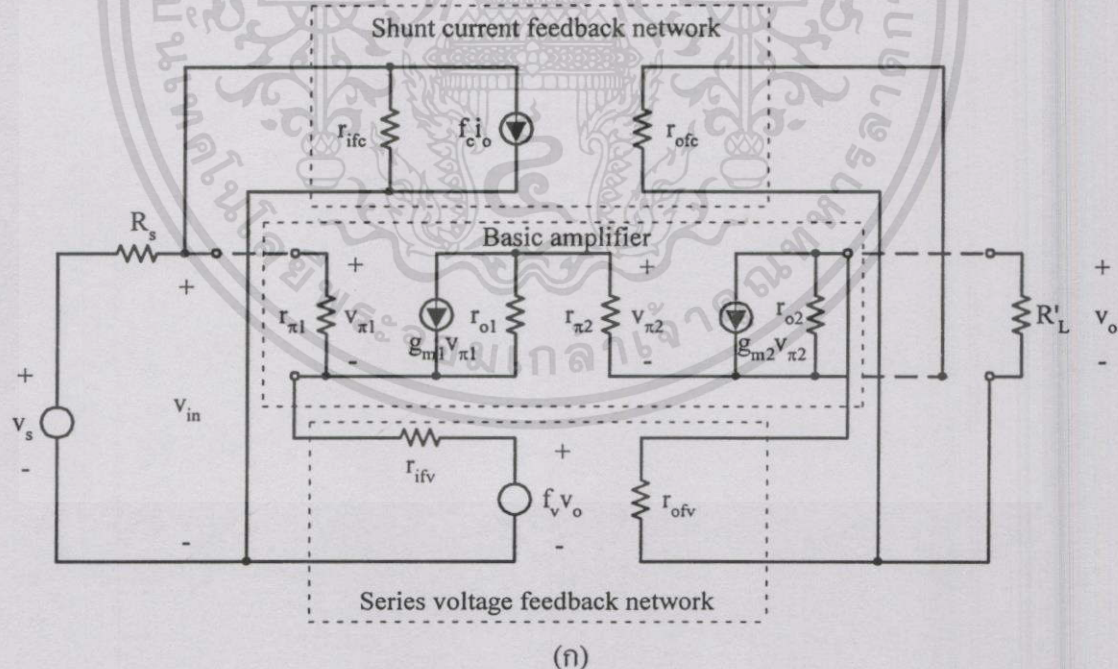 Shunt current feedback network
r_ifc
f_c i_o
r_ofc
R_s
Basic amplifier
+
r_π1
+
v_π1
-
g_m1 v_π1
r_o1
r_π2
+
v_π2
-
g_m2 v_π2
r_o2
R'_L
+
v_o
-
+
v_s
-
v_in
-
r_ifv
+
f_v v_o
-
r_ofv
Series voltage feedback network
(ก)